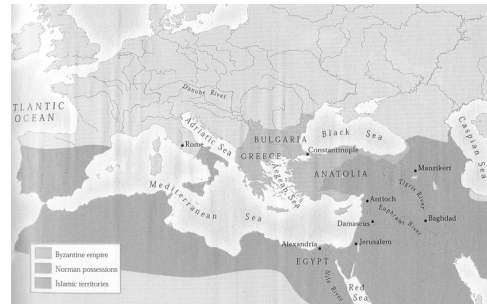 Danube River
ATLANTIC
OCEAN
Adriatic Sea
BULGARIA
Black Sea
Caspian Sea
Rome
Constantinople
GREECE
Aegean Sea
ANATOLIA
Manzikert
Tigris River
Mediterranean Sea
Antioch
Euphrates River
Damascus
Baghdad
Alexandria
Jerusalem
EGYPT
Nile River
Red
Sea
Byzantine empire
Norman possessions
Islamic territories